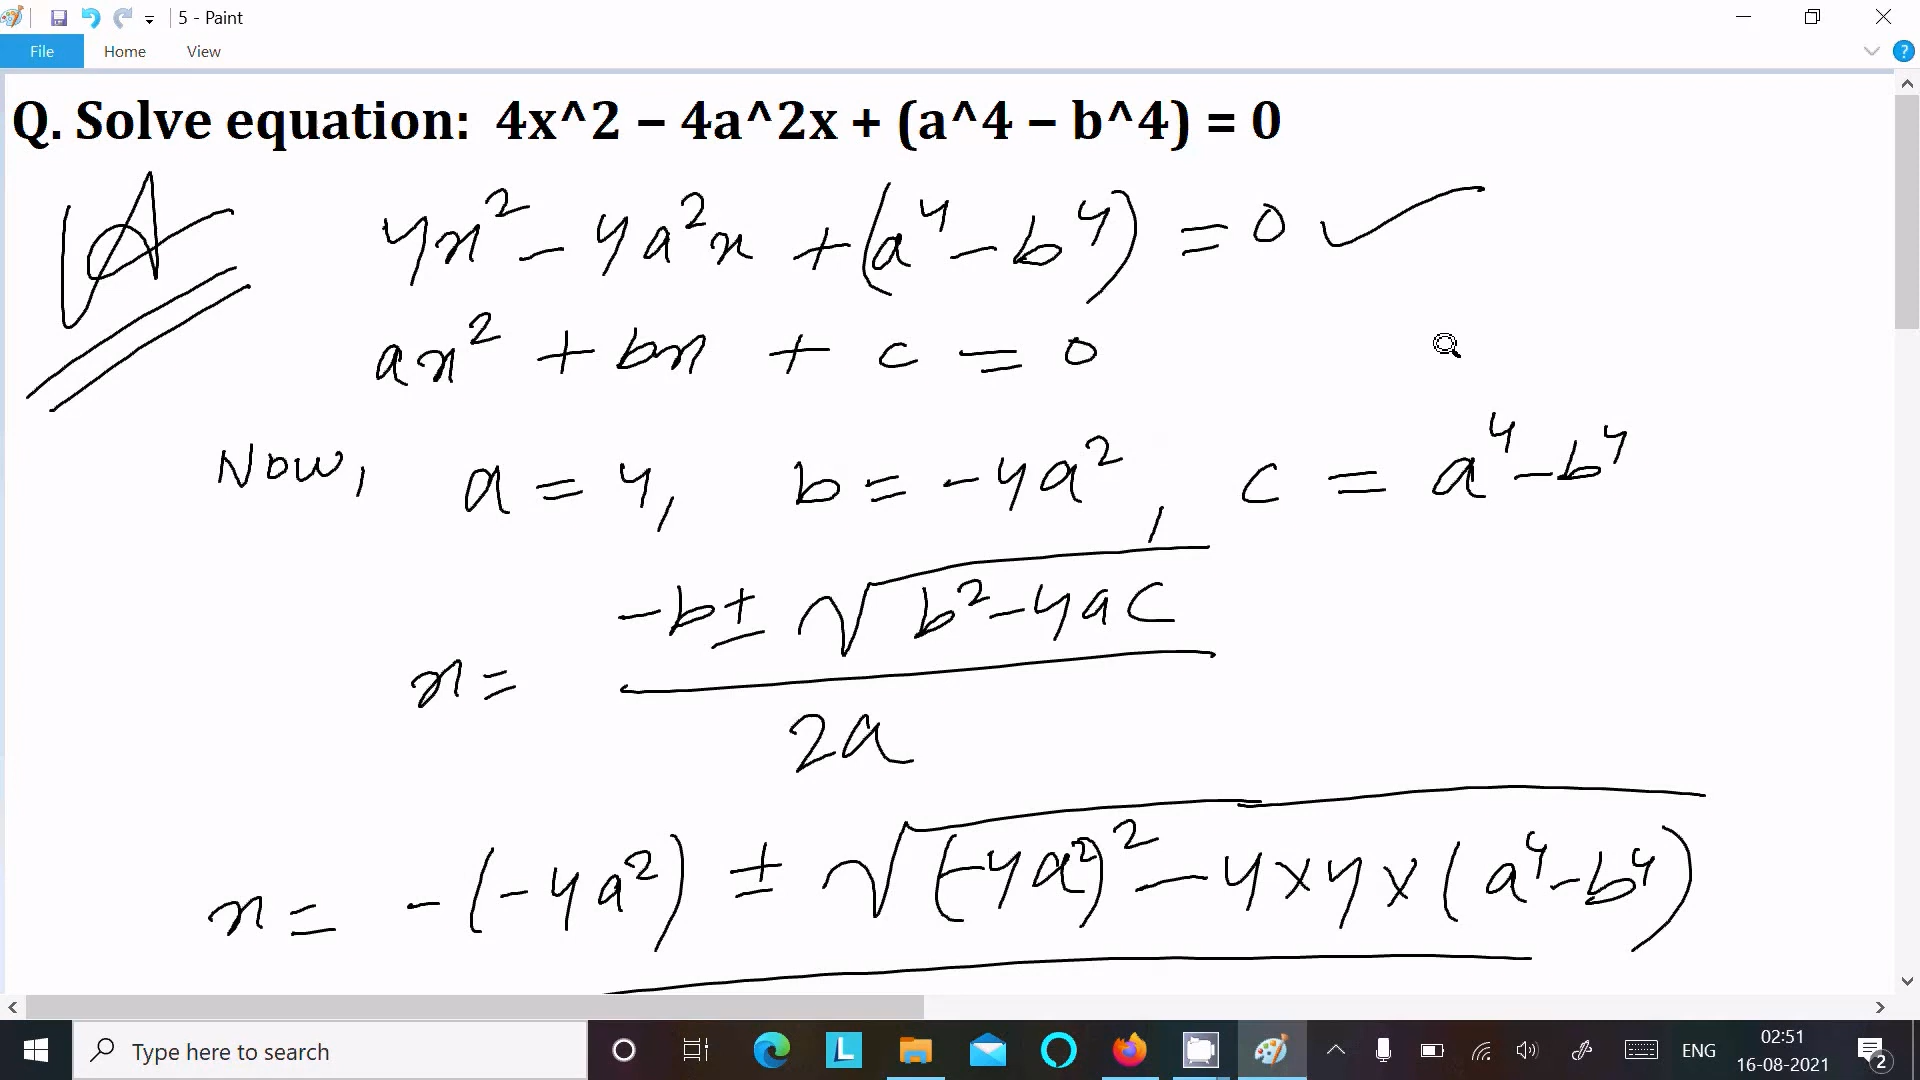 5 - Paint
File Home View
Q. Solve equation: 4x^2 − 4a^2x + (a^4 − b^4) = 0
A 4x² - 4a²x + (a⁴ - b⁴) = 0 ✓
ax² + bx + c = 0
Now, a = 4, b = -4a², c = a⁴ - b⁴
x = (-b ± √(b² - 4ac)) / 2a
x = -(-4a²) ± √((-4a²)² - 4×4×(a⁴ - b⁴))
Type here to search
ENG
02:51
16-08-2021
2